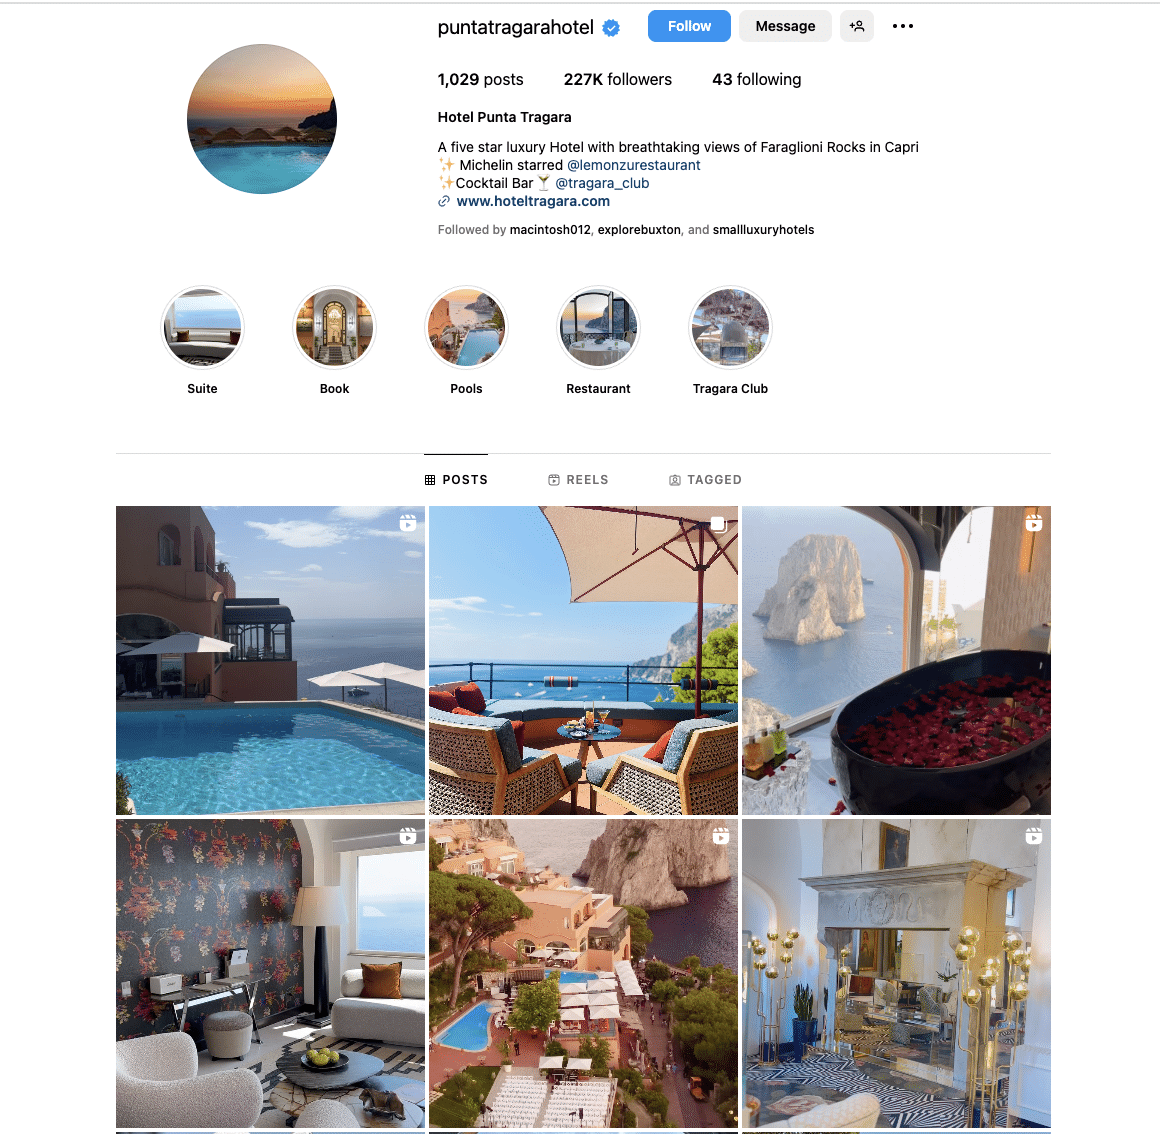 puntatragarahotel
Follow
Message
1,029 posts
227K followers
43 following
Hotel Punta Tragara
A five star luxury Hotel with breathtaking views of Faraglioni Rocks in Capri
✨ Michelin starred @lemonzurestaurant
✨Cocktail Bar🍸 @tragara_club
www.hoteltragara.com
Followed by macintosh012, explorebuxton, and smallluxuryhotels
Suite
Book
Pools
Restaurant
Tragara Club
POSTS
REELS
TAGGED